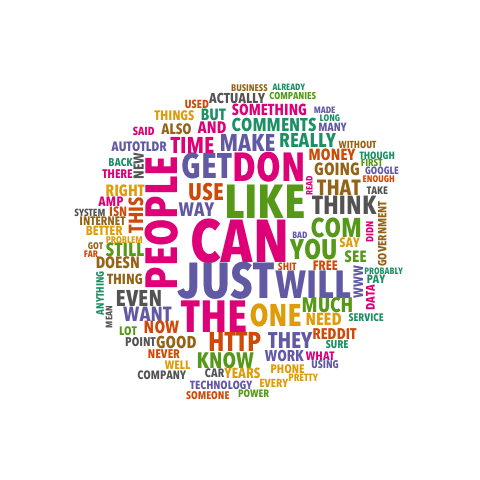 BUSINESS ALREADY
USED ACTUALLY COMPANIES
THINGS BUT SOMETHING MADE
LONG
SAID ALSO AND COMMENTS MANY
AUTOTLDR TIME MAKE REALLY WITHOUT
BACK NEW MONEY THOUGH
FIRST
THERE PEOPLE GET DON GOING GOOGLE
ENOUGH
RIGHT USE LIKE READ THAT TAKE
AMP THIS WAY THINK
SYSTEM ISN
INTERNET COM DIDN GOVERNMENT
BETTER CAN BAD YOU SAY
PROBLEM
GOT STILL SEE
FAR
DOESN SHIT FREE WWW PROBABLY
ANYTHING THING JUST WILL PAY
EVEN MUCH DATA
MEAN WANT THE ONE NEED SERVICE
LOT NOW HTTP REDDIT
POINT GOOD THEY SURE
NEVER KNOW WORK WHAT
WELL CAR YEARS PHONE USING
COMPANY EVERY PRETTY
TECHNOLOGY
SOMEONE POWER